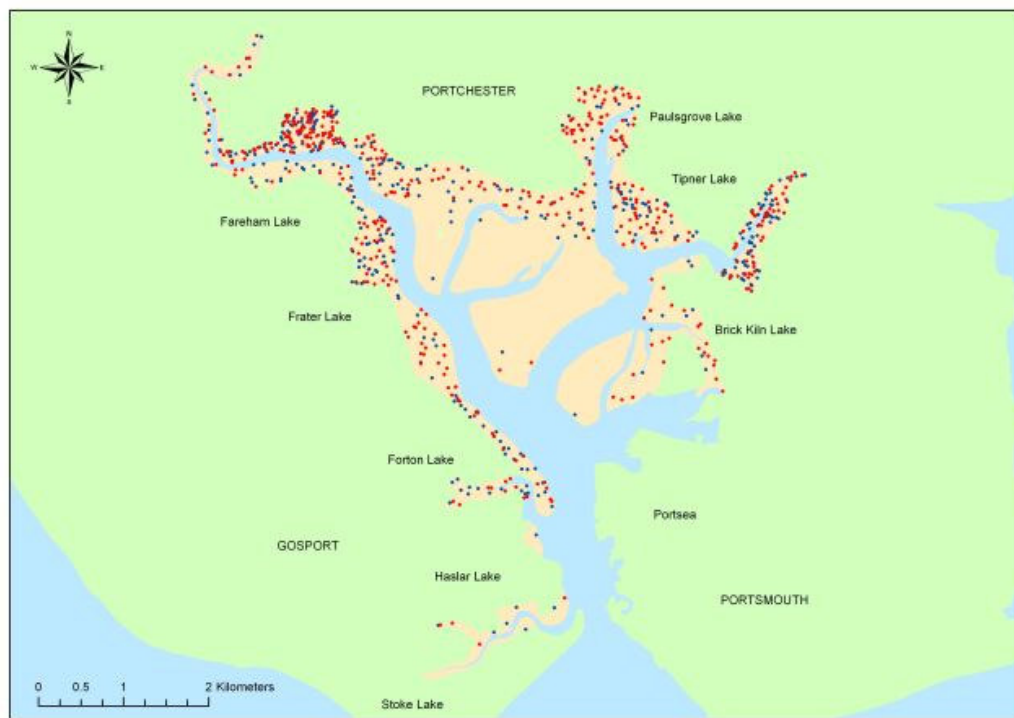 N
W E
S
PORTCHESTER
Paulsgrove Lake
Tipner Lake
Fareham Lake
Frater Lake
Brick Kiln Lake
Forton Lake
Portsea
GOSPORT
Haslar Lake
PORTSMOUTH
0 0.5 1 2 Kilometers
Stoke Lake